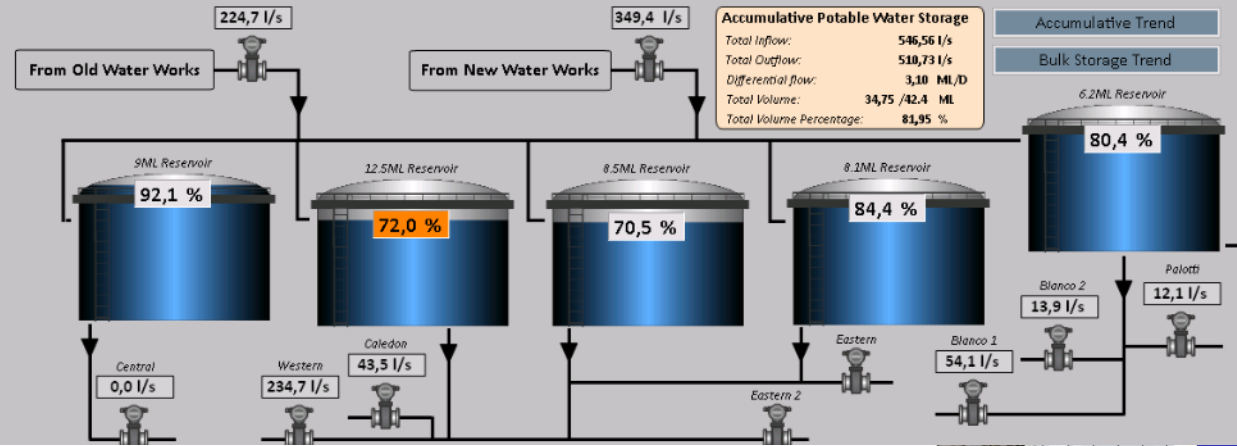 224,7 l/s
349,4 l/s
From Old Water Works
From New Water Works
Accumulative Potable Water Storage
Total Inflow: 546,56 l/s
Total Outflow: 510,73 l/s
Differential flow: 3,10 ML/D
Total Volume: 34,75 /42.4 ML
Total Volume Percentage: 81,95 %
Accumulative Trend
Bulk Storage Trend
6.2ML Reservoir
80,4 %
9ML Reservoir
92,1 %
12.5ML Reservoir
72,0 %
8.5ML Reservoir
70,5 %
8.1ML Reservoir
84,4 %
Palotti
12,1 l/s
Blanco 2
13,9 l/s
Blanco 1
54,1 l/s
Eastern
Caledon
43,5 l/s
Central
0,0 l/s
Western
234,7 l/s
Eastern 2